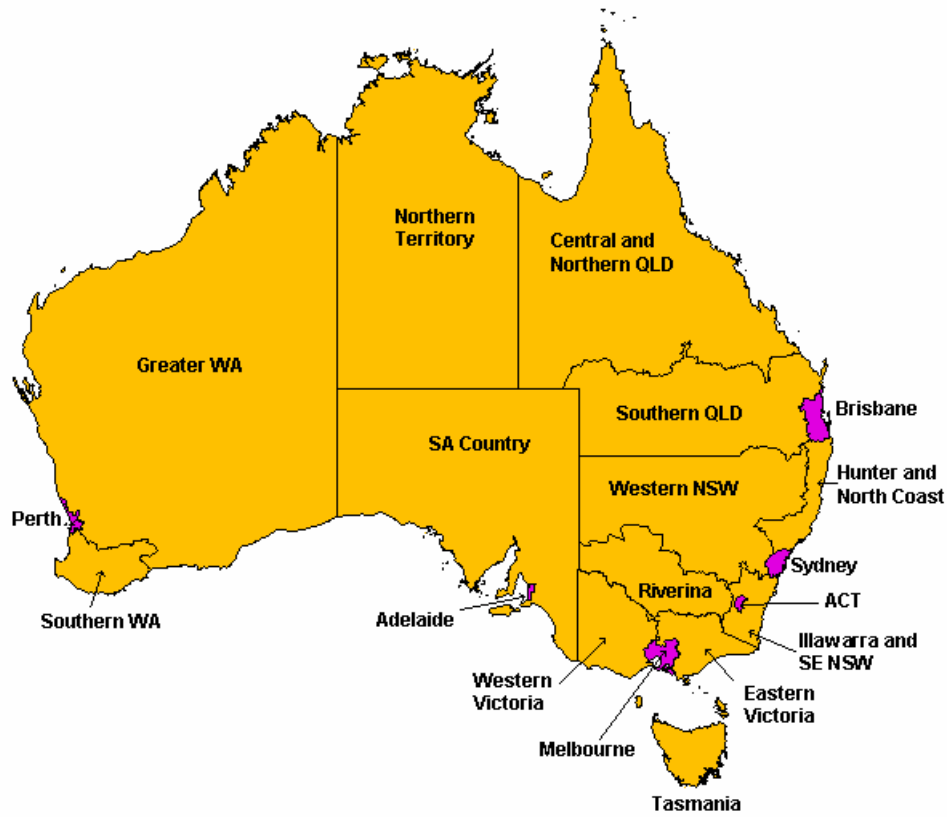 Northern
Territory
Central and
Northern QLD
Greater WA
Southern QLD
Brisbane
SA Country
Hunter and
North Coast
Western NSW
Perth
Sydney
Riverina
ACT
Southern WA
Adelaide
Illawarra and
SE NSW
Western
Victoria
Eastern
Victoria
Melbourne
Tasmania